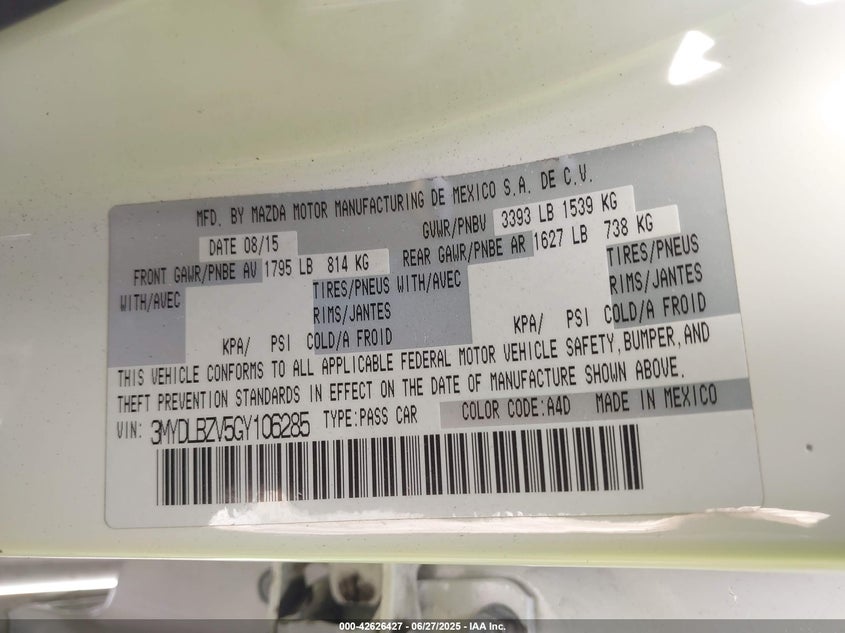 MFD. BY MAZDA MOTOR MANUFACTURING DE MEXICO S.A. DE C.V.
DATE 08/15 GVWR/PNBV 3393 LB 1539 KG
FRONT GAWR/PNBE AV 1795 LB 814 KG REAR GAWR/PNBE AR 1627 LB 738 KG
WITH/AVEC TIRES/PNEUS WITH/AVEC TIRES/PNEUS
RIMS/JANTES RIMS/JANTES
KPA/ PSI COLD/A FROID KPA/ PSI COLD/A FROID
THIS VEHICLE CONFORMS TO ALL APPLICABLE FEDERAL MOTOR VEHICLE SAFETY, BUMPER, AND
THEFT PREVENTION STANDARDS IN EFFECT ON THE DATE OF MANUFACTURE SHOWN ABOVE.
VIN: 3MYDLBZV5GY106285 TYPE:PASS CAR COLOR CODE:A4D MADE IN MEXICO
000-42626427 - 06/27/2025 - IAA Inc.